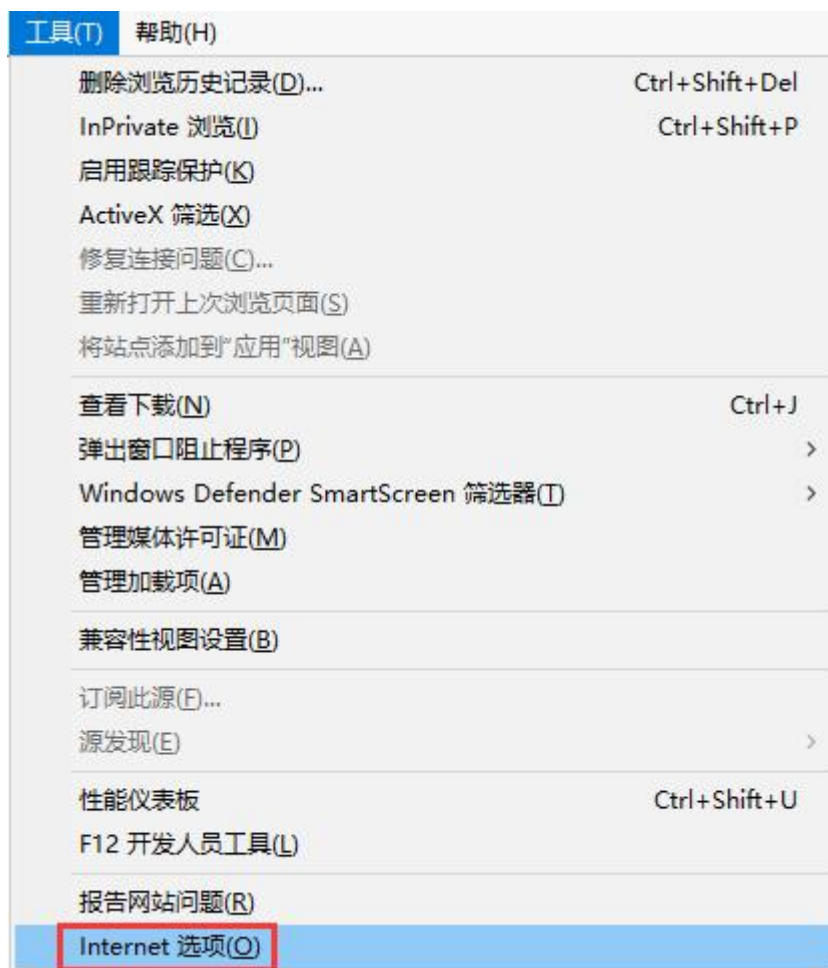 工具(T) 帮助(H)
删除浏览历史记录(D)... Ctrl+Shift+Del
InPrivate 浏览(I) Ctrl+Shift+P
启用跟踪保护(K)
ActiveX 筛选(X)
修复连接问题(C)...
重新打开上次浏览页面(S)
将站点添加到"应用"视图(A)
查看下载(N) Ctrl+J
弹出窗口阻止程序(P) >
Windows Defender SmartScreen 筛选器(T) >
管理媒体许可证(M)
管理加载项(A)
兼容性视图设置(B)
订阅此源(F)...
源发现(E) >
性能仪表板 Ctrl+Shift+U
F12 开发人员工具(L)
报告网站问题(R)
Internet 选项(O)